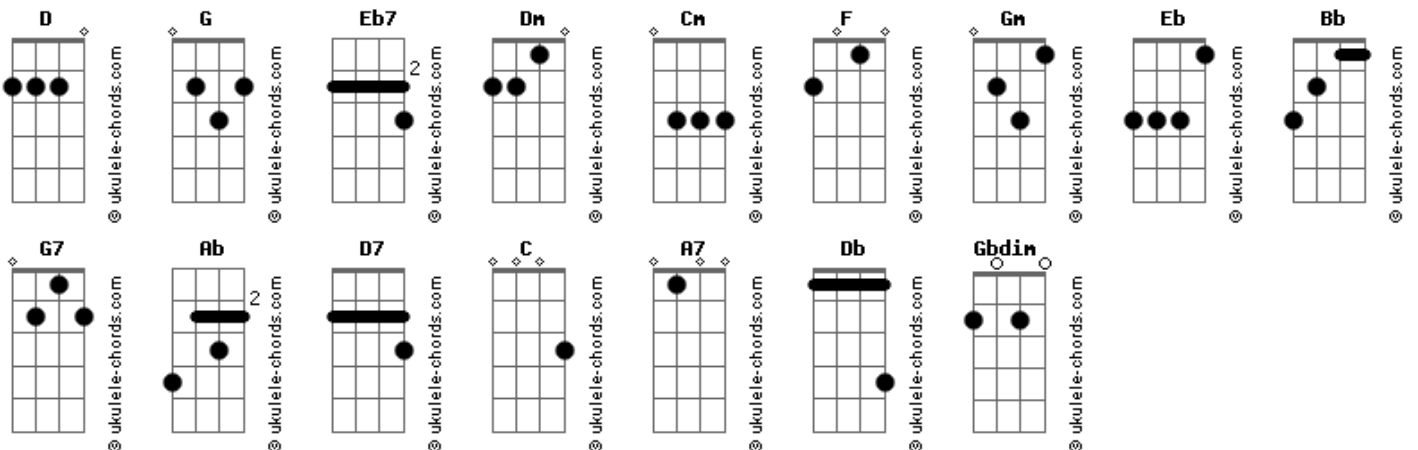 D G Eb7 Dm Cm F Gm Eb Bb
2
© ukulele-chords.com © ukulele-chords.com © ukulele-chords.com © ukulele-chords.com © ukulele-chords.com © ukulele-chords.com © ukulele-chords.com © ukulele-chords.com © ukulele-chords.com
G7 Ab D7 C A7 Db Gbdim
2
© ukulele-chords.com © ukulele-chords.com © ukulele-chords.com © ukulele-chords.com © ukulele-chords.com © ukulele-chords.com © ukulele-chords.com